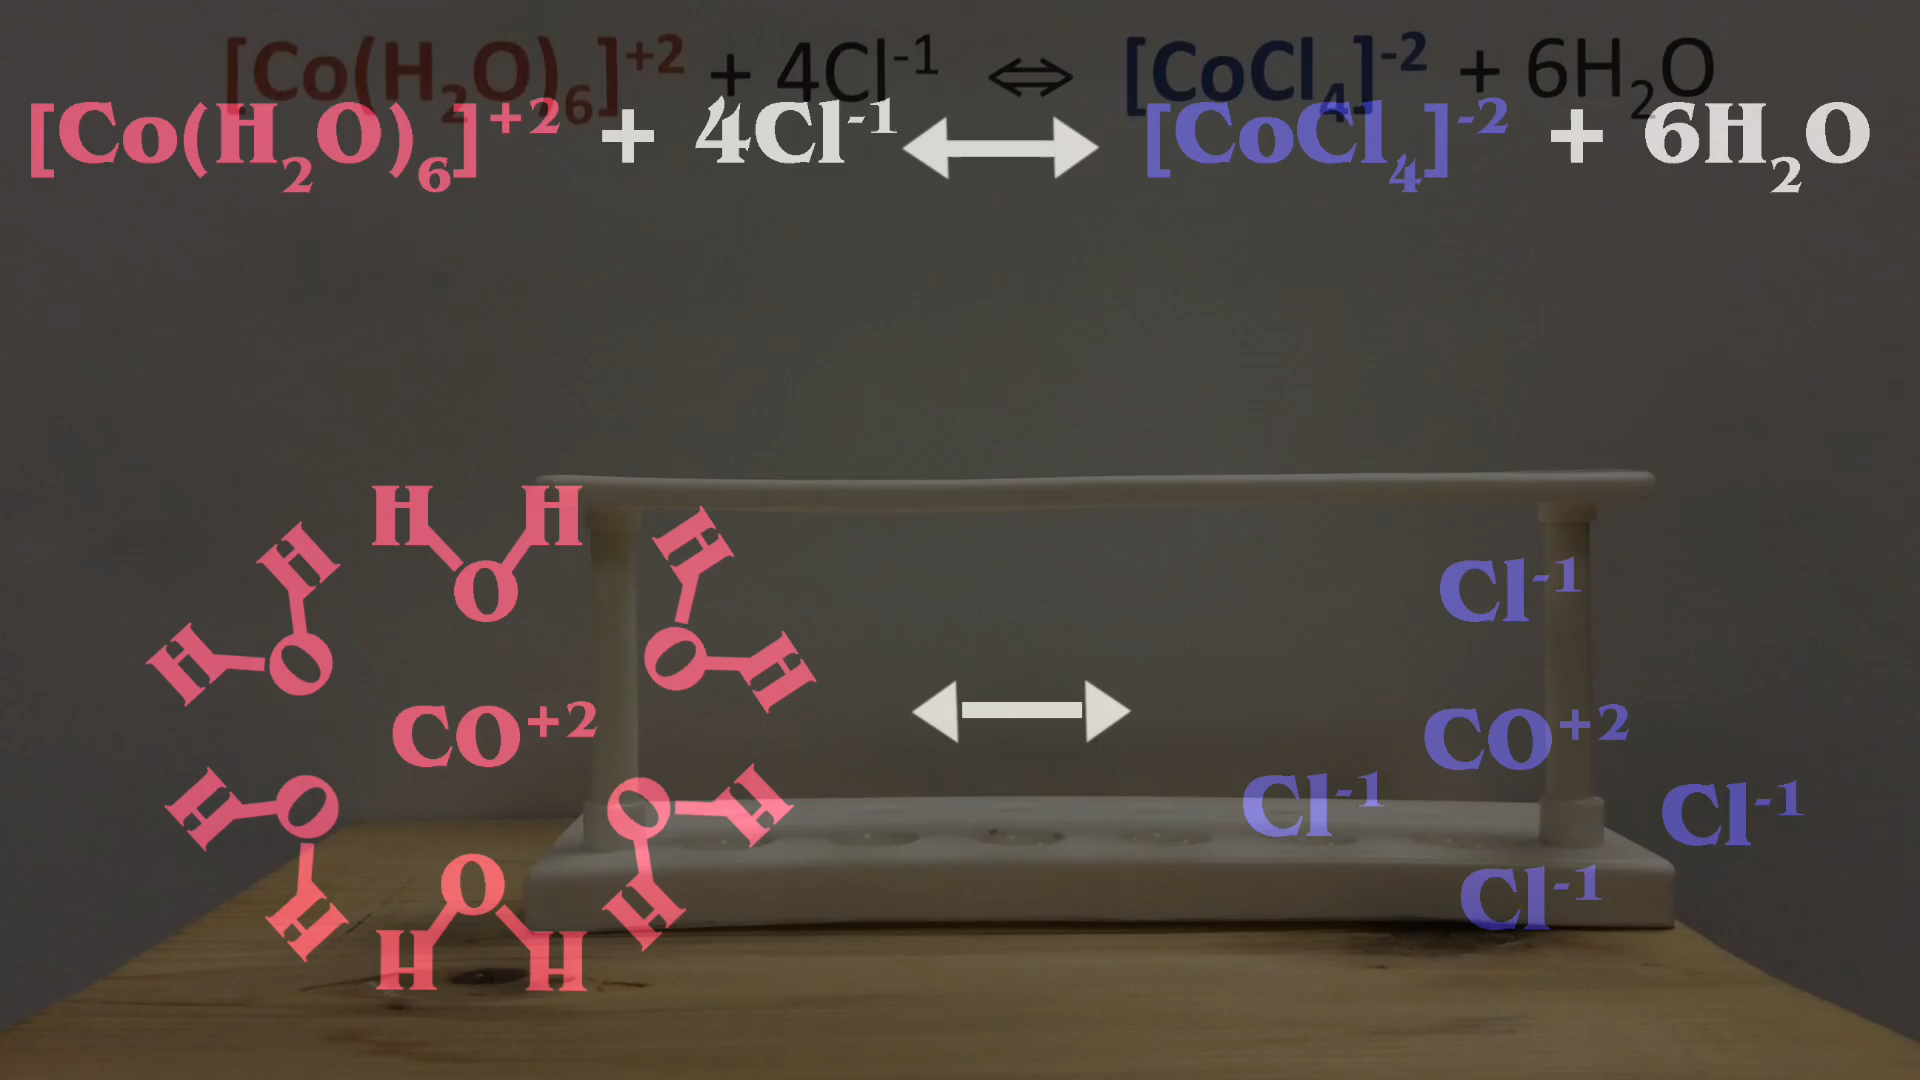 [Co(H₂O)₆]⁺² + 4Cl⁻¹ ⇔ [CoCl₄]⁻² + 6H₂O
[Co(H₂O)₆]⁺² + 4Cl⁻¹ ↔ [CoCl₄]⁻² + 6H₂O
H H
O
H
H O
H
O H
Cl⁻¹
CO⁺² ↔ CO⁺²
H O
H
O H
H
Cl⁻¹ Cl⁻¹
O
H H
Cl⁻¹